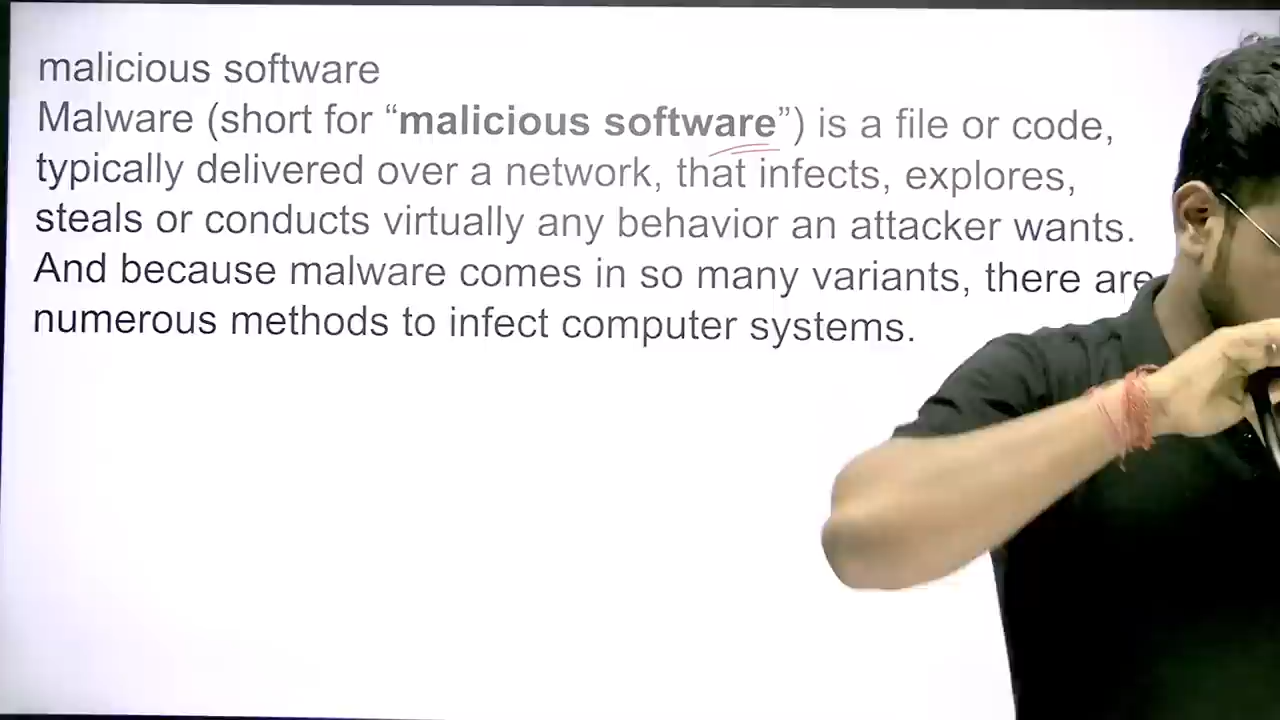 malicious software
Malware (short for “malicious software”) is a file or code,
typically delivered over a network, that infects, explores,
steals or conducts virtually any behavior an attacker wants.
And because malware comes in so many variants, there are
numerous methods to infect computer systems.